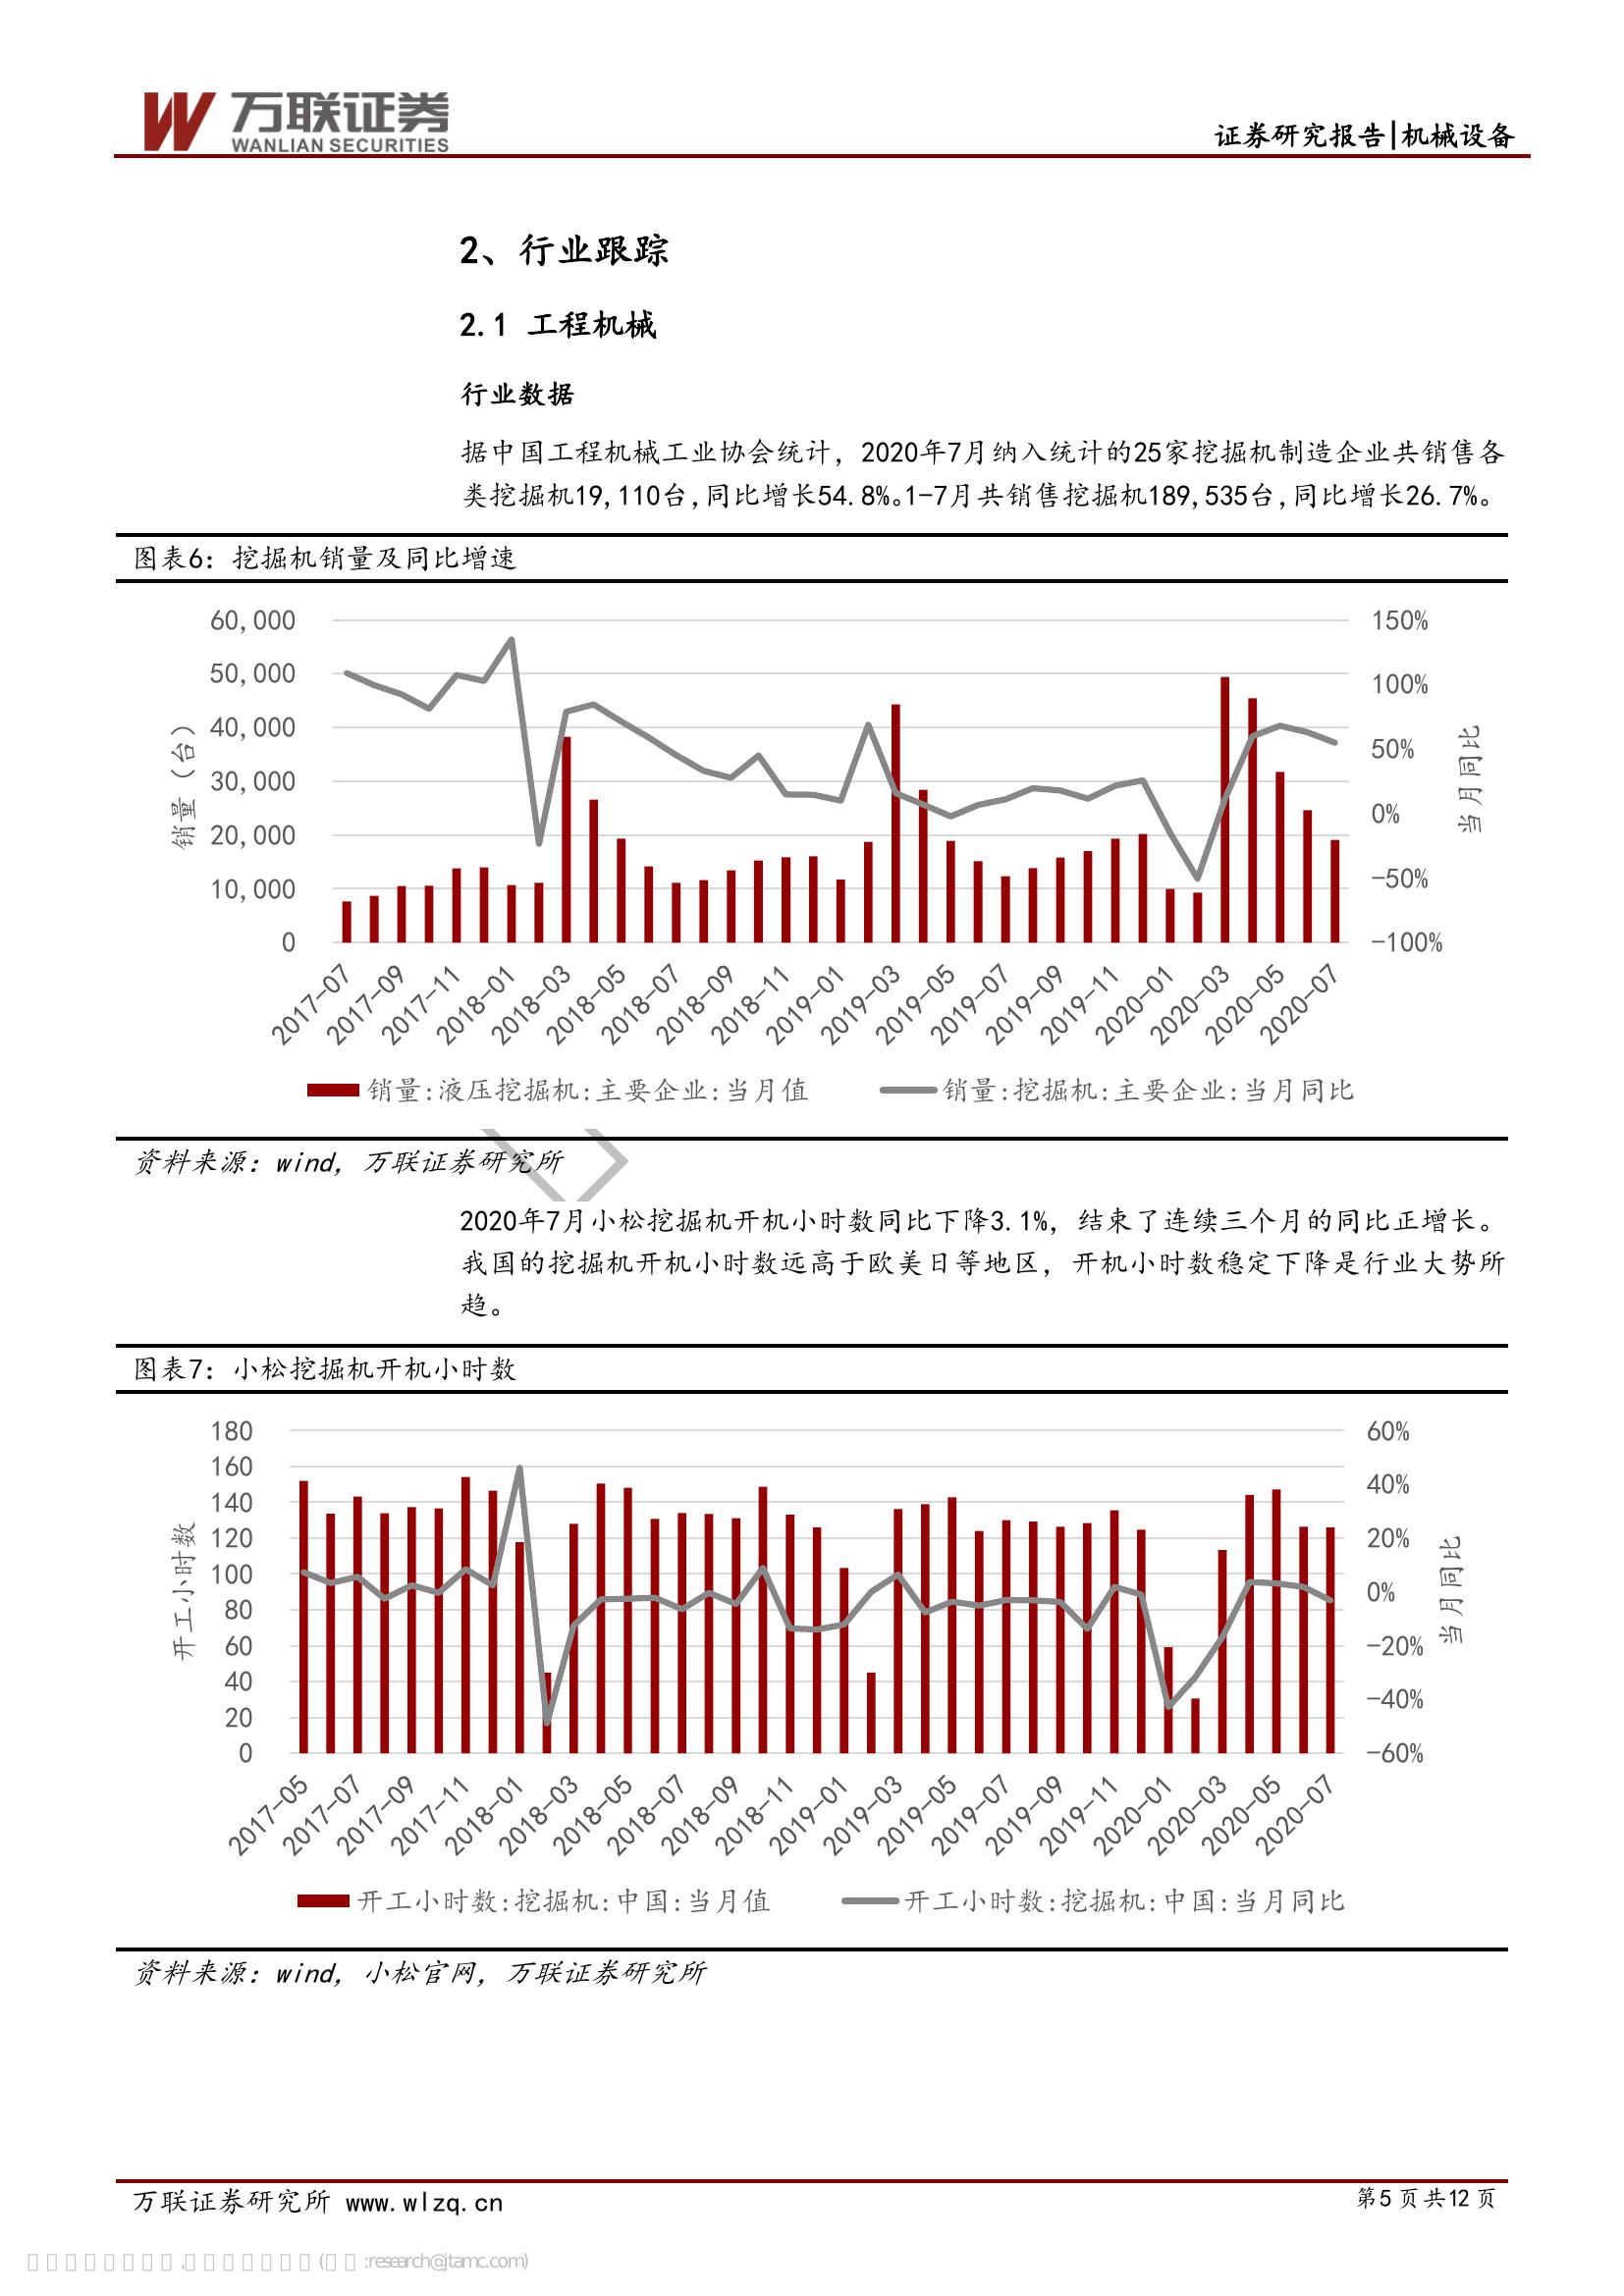 万联证券
WANLIAN SECURITIES
证券研究报告|机械设备
2、行业跟踪
2.1 工程机械
行业数据
据中国工程机械工业协会统计，2020年7月纳入统计的25家挖掘机制造企业共销售各
类挖掘机19,110台,同比增长54.8%。1-7月共销售挖掘机189,535台,同比增长26.7%。
图表6：挖掘机销量及同比增速
60,000
50,000
40,000
30,000
20,000
10,000
0
销量（台）
150%
100%
50%
0%
-50%
-100%
当月同比
2017-07
2017-09
2017-11
2018-01
2018-03
2018-05
2018-07
2018-09
2018-11
2019-01
2019-03
2019-05
2019-07
2019-09
2019-11
2020-01
2020-03
2020-05
2020-07
销量:液压挖掘机:主要企业:当月值
销量:挖掘机:主要企业:当月同比
资料来源：wind，万联证券研究所
2020年7月小松挖掘机开机小时数同比下降3.1%，结束了连续三个月的同比正增长。
我国的挖掘机开机小时数远高于欧美日等地区，开机小时数稳定下降是行业大势所
趋。
图表7：小松挖掘机开机小时数
180
160
140
120
100
80
60
40
20
0
开工小时数
60%
40%
20%
0%
-20%
-40%
-60%
当月同比
2017-05
2017-07
2017-09
2017-11
2018-01
2018-03
2018-05
2018-07
2018-09
2018-11
2019-01
2019-03
2019-05
2019-07
2019-09
2019-11
2020-01
2020-03
2020-05
2020-07
开工小时数:挖掘机:中国:当月值
开工小时数:挖掘机:中国:当月同比
资料来源：wind，小松官网，万联证券研究所
万联证券研究所 www.wlzq.cn
第5页共12页
:research@jtamc.com)